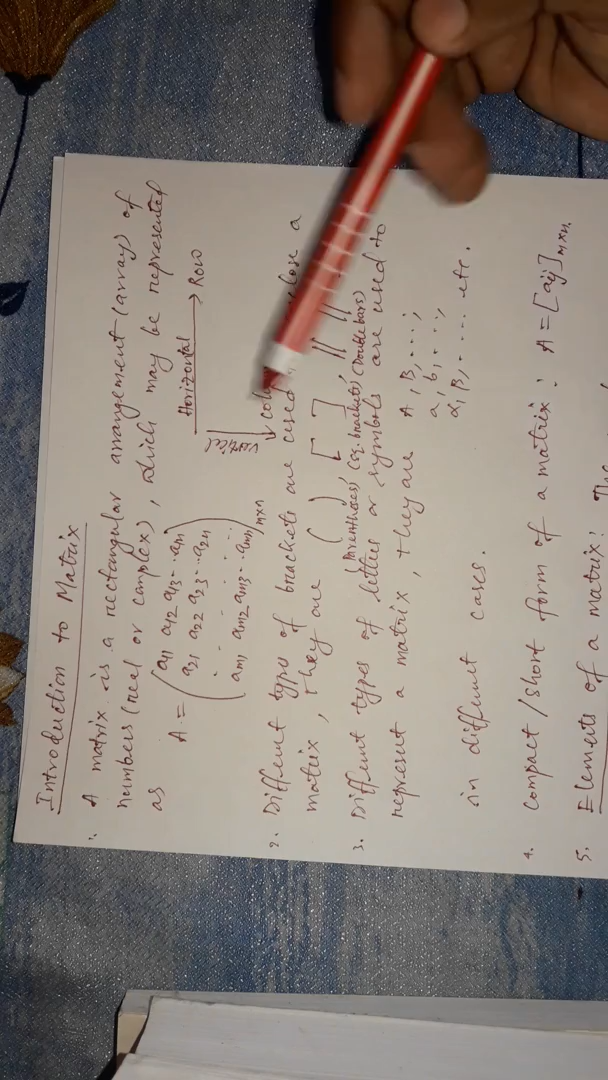 Introduction to Matrix
1. A matrix is a rectangular arrangement (array) of
numbers (real or complex), which may be represented
as
Horizontal → Row
vertical
A = ( a11 a12 a13 ... a1n
a21 a22 a23 ... a2n
. . . . . .
am1 am2 am3 ... amn )m×n
2. Different type of brackets are used a
matrix, they are ( ) [ ] || ||
(parentheses) (sq. brackets) (Double bars)
3. Different types of letters or symbols are used to
represent a matrix, they are A, B, ...;
a, b, ...;
α, β, .... etc.
in different cases.
4. Compact/short form of a matrix: A = [aij]m×n.
5. Elements of a matrix: The